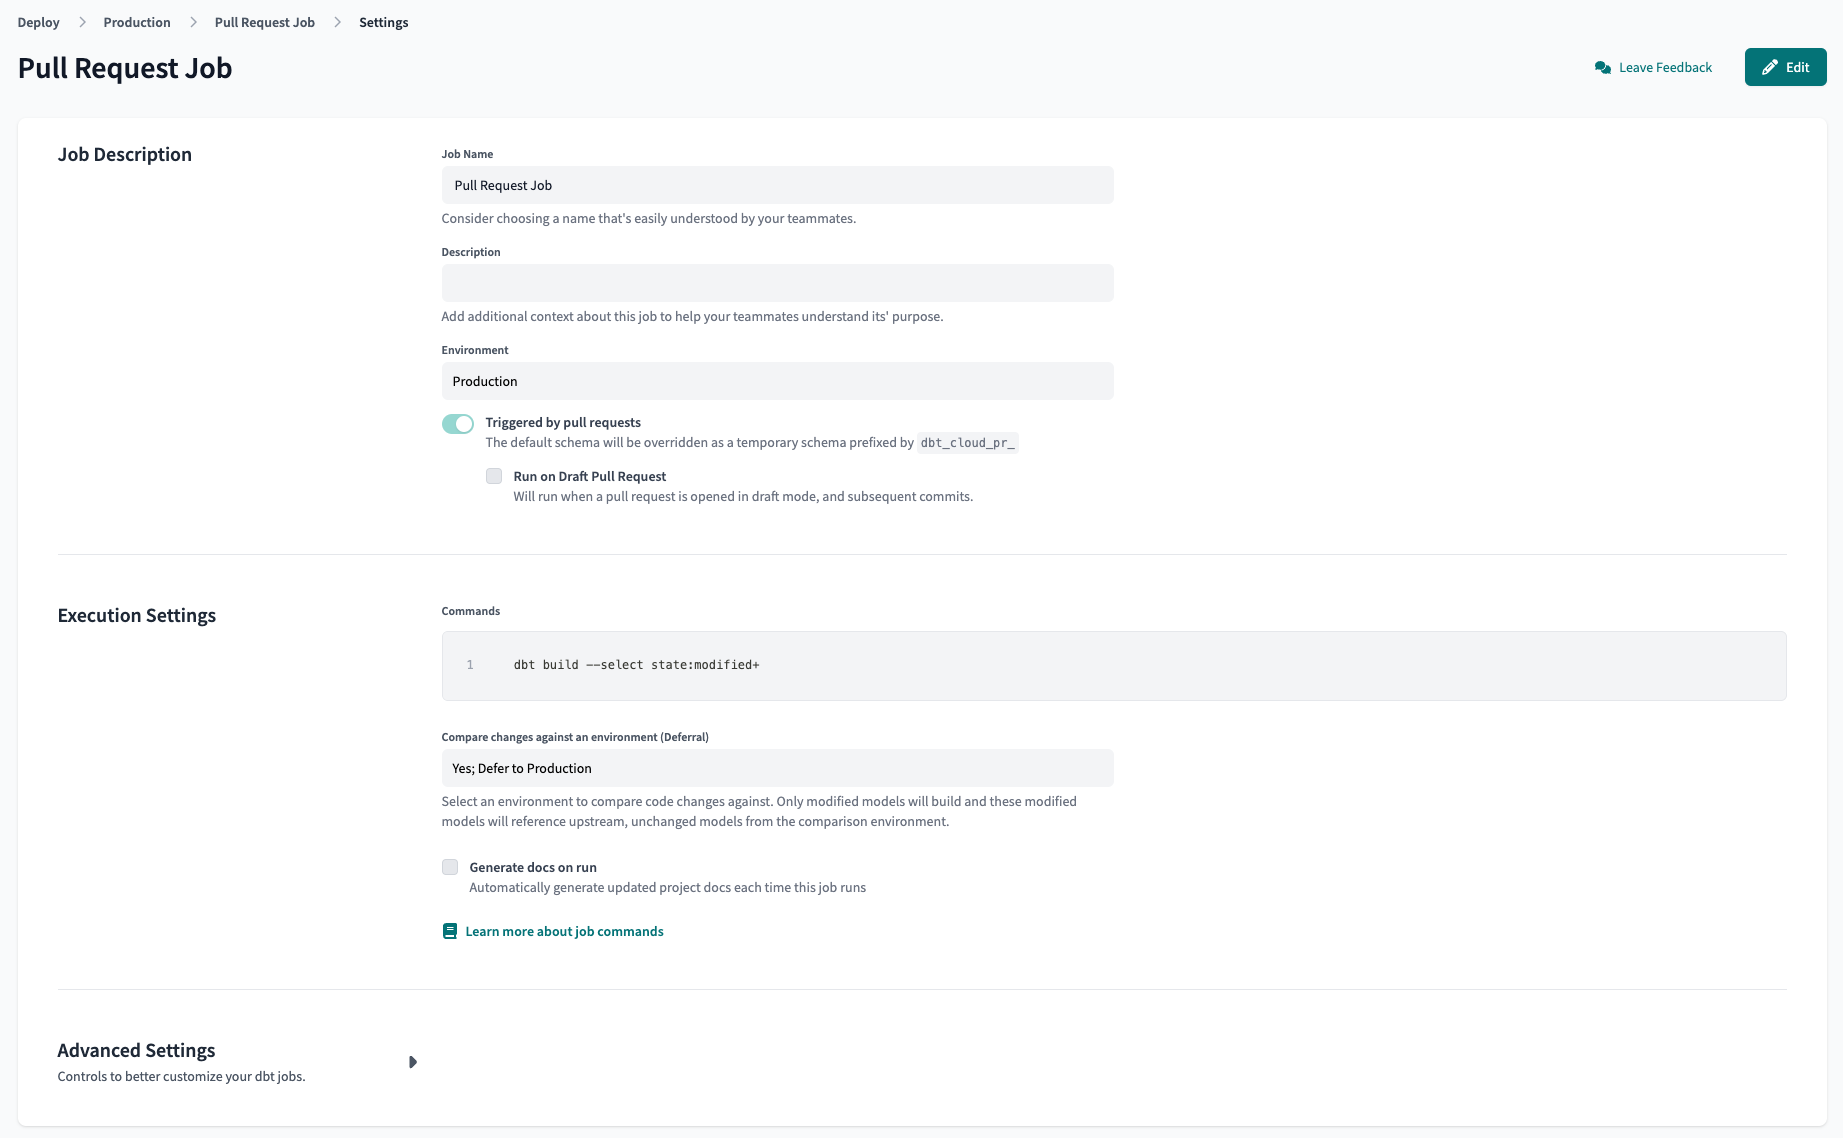 Deploy > Production > Pull Request Job > Settings
Pull Request Job
Leave Feedback
Edit
Job Description
Job Name
Pull Request Job
Consider choosing a name that's easily understood by your teammates.
Description
Add additional context about this job to help your teammates understand its' purpose.
Environment
Production
Triggered by pull requests
The default schema will be overridden as a temporary schema prefixed by dbt_cloud_pr_
Run on Draft Pull Request
Will run when a pull request is opened in draft mode, and subsequent commits.
Execution Settings
Commands
1 dbt build --select state:modified+
Compare changes against an environment (Deferral)
Yes; Defer to Production
Select an environment to compare code changes against. Only modified models will build and these modified
models will reference upstream, unchanged models from the comparison environment.
Generate docs on run
Automatically generate updated project docs each time this job runs
Learn more about job commands
Advanced Settings
Controls to better customize your dbt jobs.